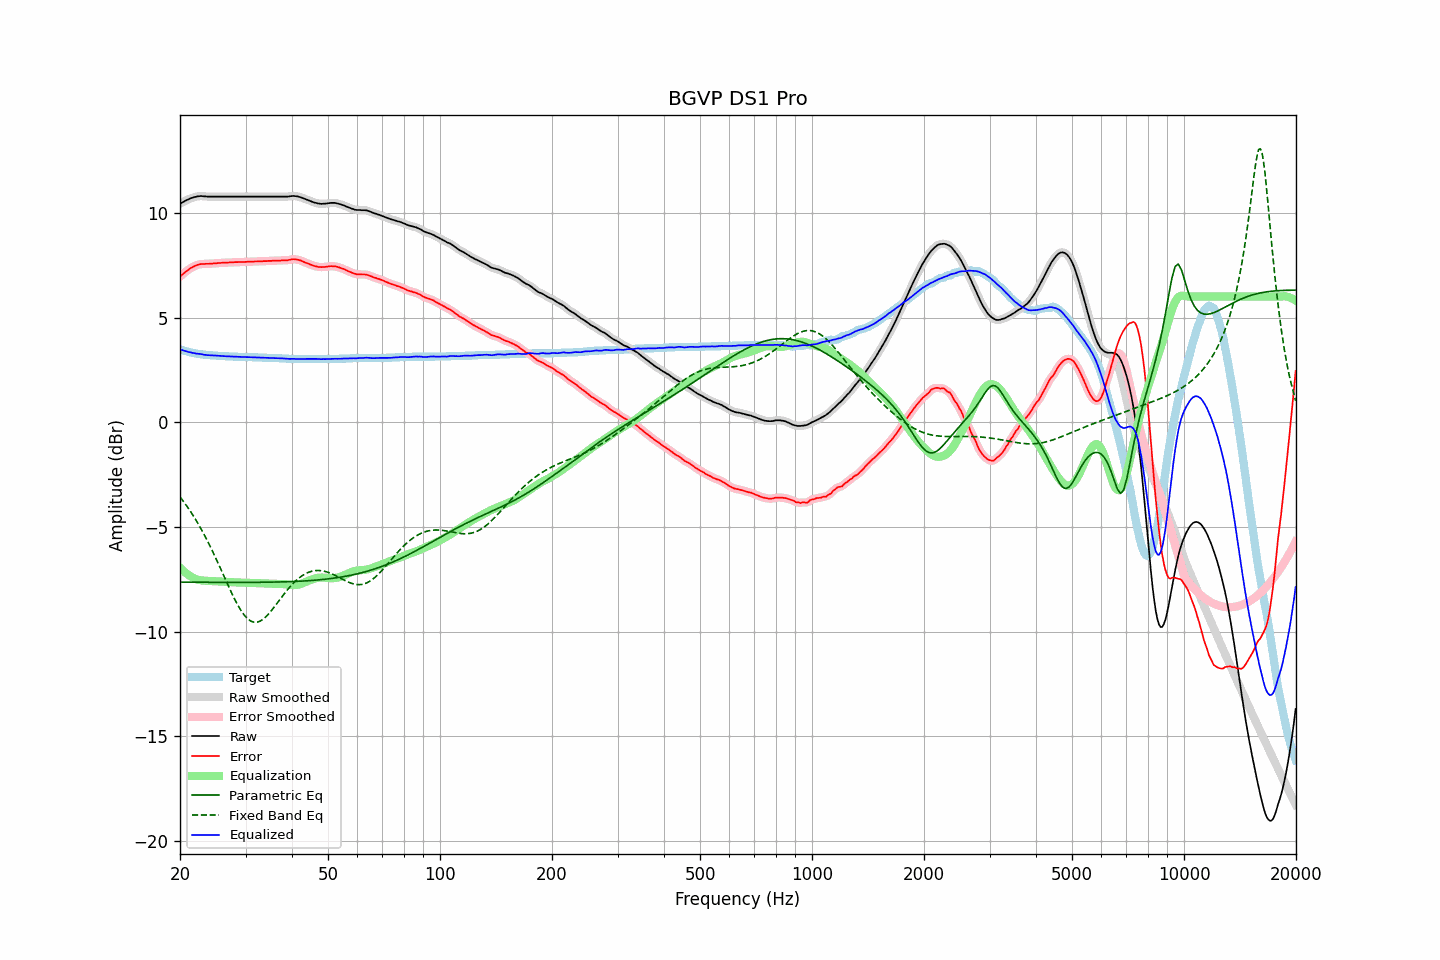 BGVP DS1 Pro
Amplitude (dBr)
10
5
0
−5
−10
−15
−20
Target
Raw Smoothed
Error Smoothed
Raw
Error
Equalization
Parametric Eq
Fixed Band Eq
Equalized
20 50 100 200 500 1000 2000 5000 10000 20000
Frequency (Hz)